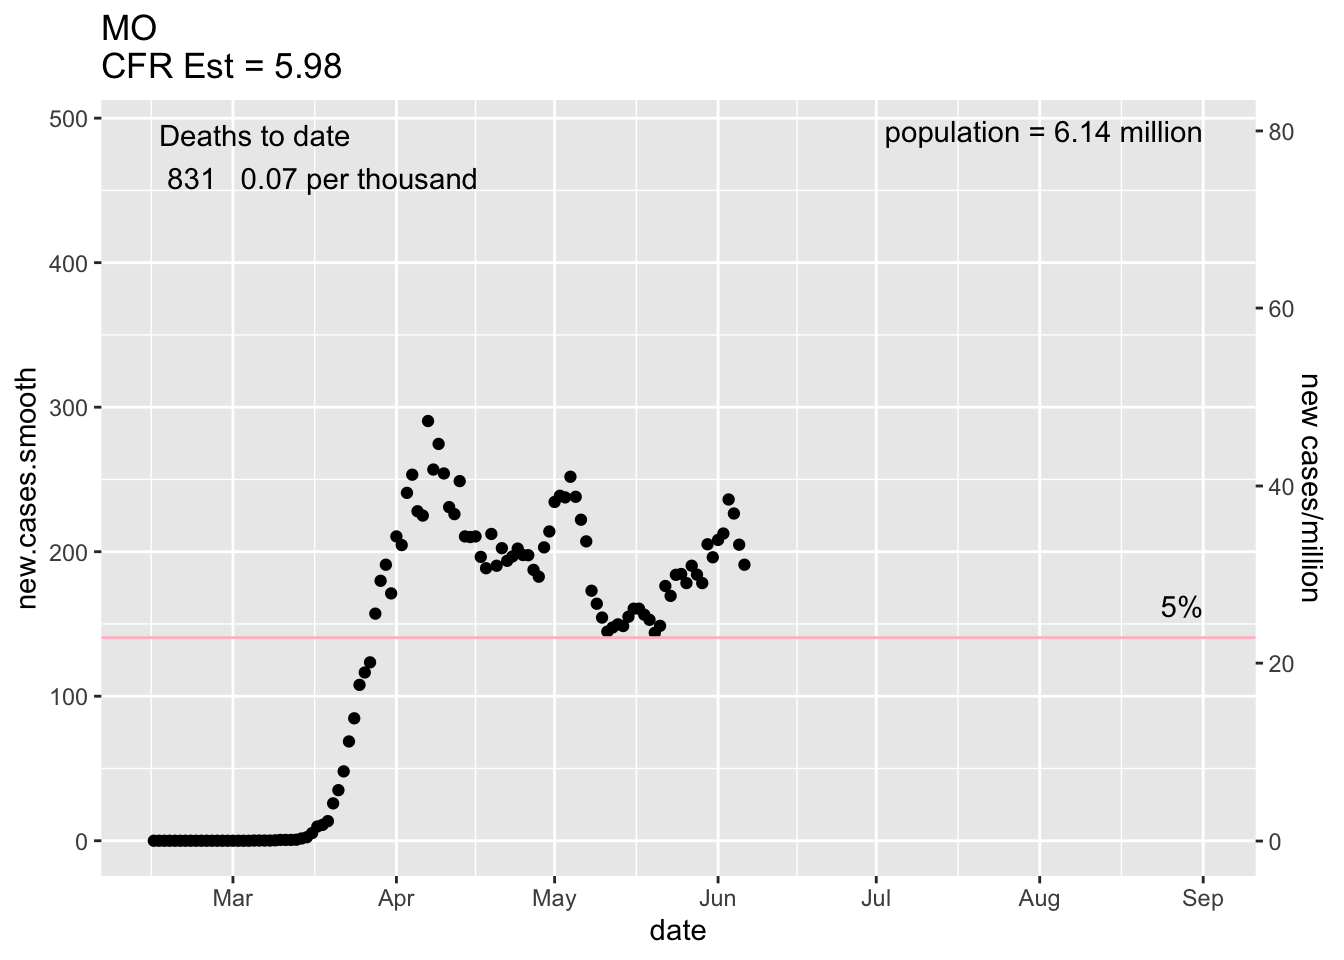 MO
CFR Est = 5.98
Deaths to date
831 0.07 per thousand
population = 6.14 million
500
400
300
200
100
0
new.cases.smooth
80
60
40
20
0
new cases/million
5%
Mar Apr May Jun Jul Aug Sep
date